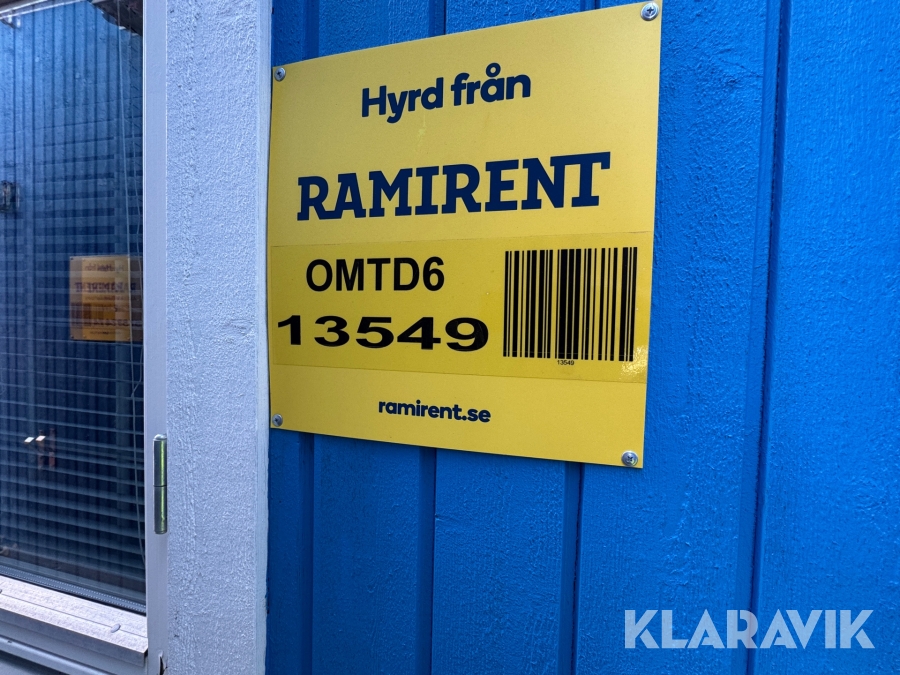 Hyrd från
RAMIRENT
OMTD6
13549
13549
ramirent.se
KLARAVIK